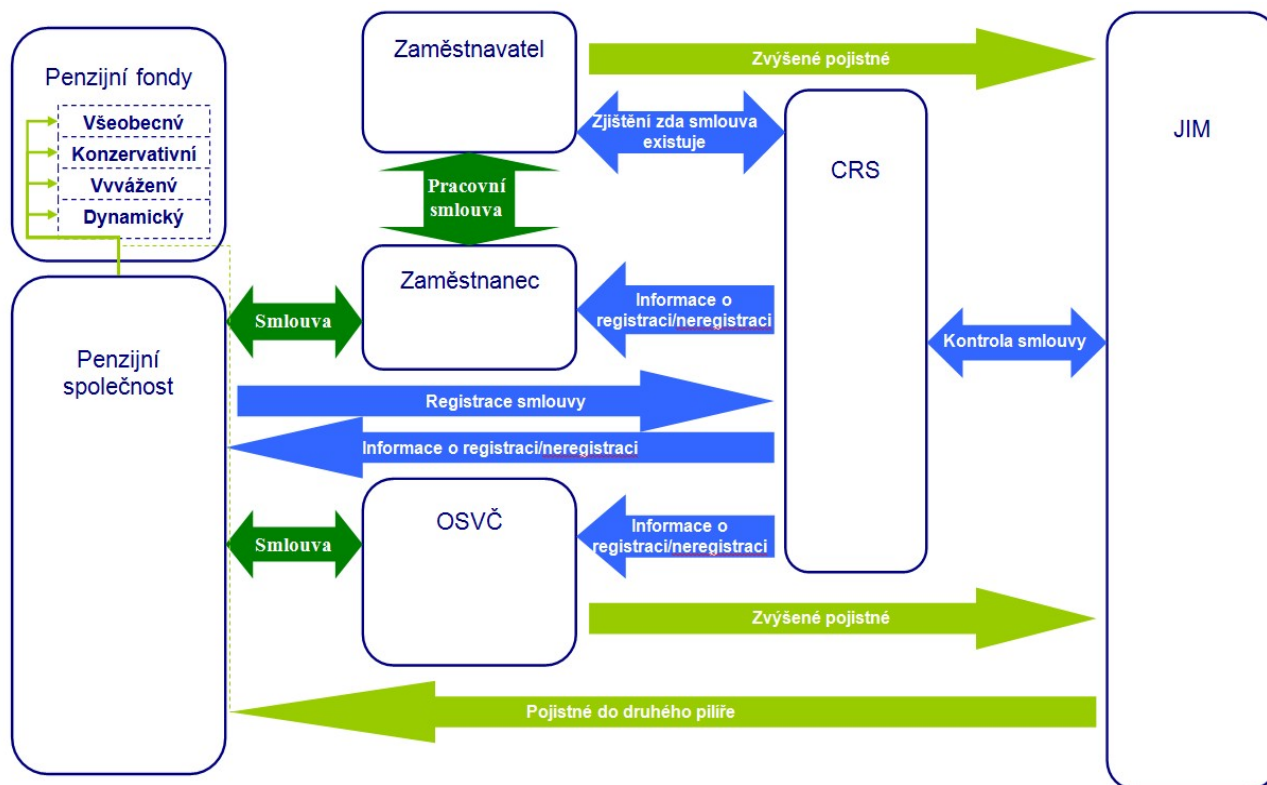 Penzijní fondy
Všeobecný
Konzervativní
Vvvážený
Dynamický
Zaměstnavatel
Zvýšené pojistné
JIM
Zjištění zda smlouva
existuje
CRS
Pracovní
smlouva
Zaměstnanec
Smlouva
Informace o
registraci/neregistraci
Kontrola smlouvy
Penzijní
společnost
Registrace smlouvy
Informace o registraci/neregistraci
OSVČ
Smlouva
Informace o
registraci/neregistraci
Zvýšené pojistné
Pojistné do druhého pilíře